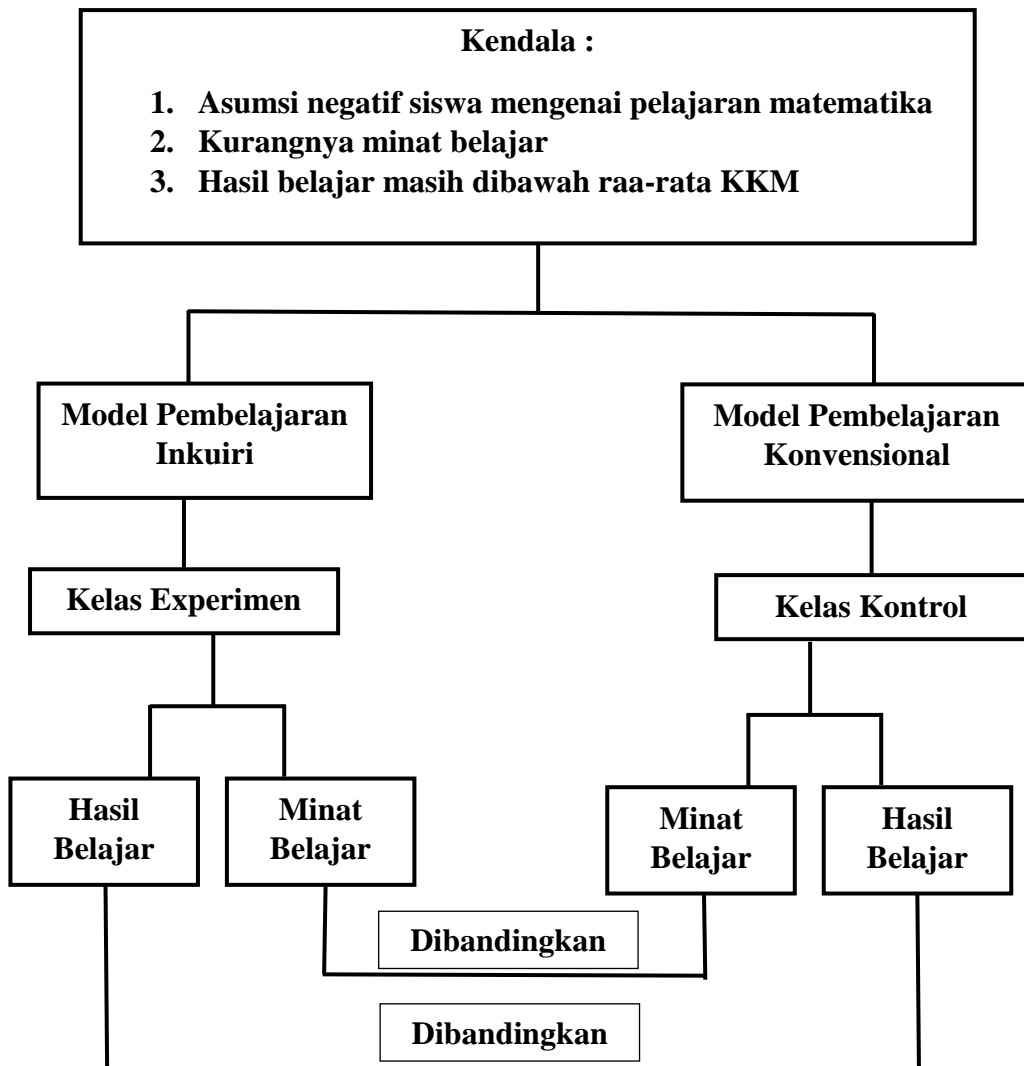 Kendala :
1. Asumsi negatif siswa mengenai pelajaran matematika
2. Kurangnya minat belajar
3. Hasil belajar masih dibawah raa-rata KKM
Model Pembelajaran
Inkuiri
Model Pembelajaran
Konvensional
Kelas Experimen
Kelas Kontrol
Hasil
Belajar
Minat
Belajar
Minat
Belajar
Hasil
Belajar
Dibandingkan
Dibandingkan